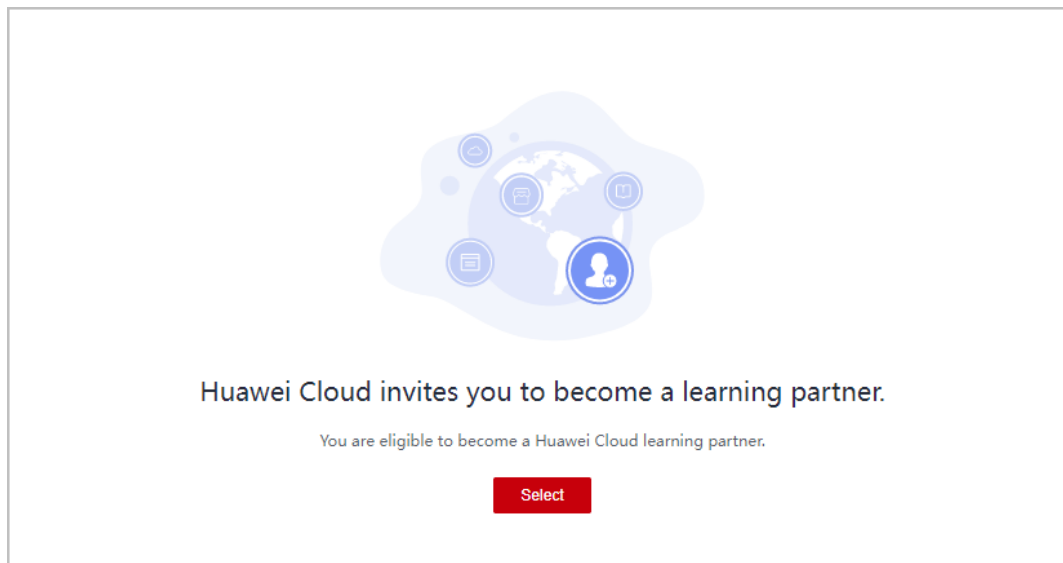 Huawei Cloud invites you to become a learning partner.
You are eligible to become a Huawei Cloud learning partner.
Select